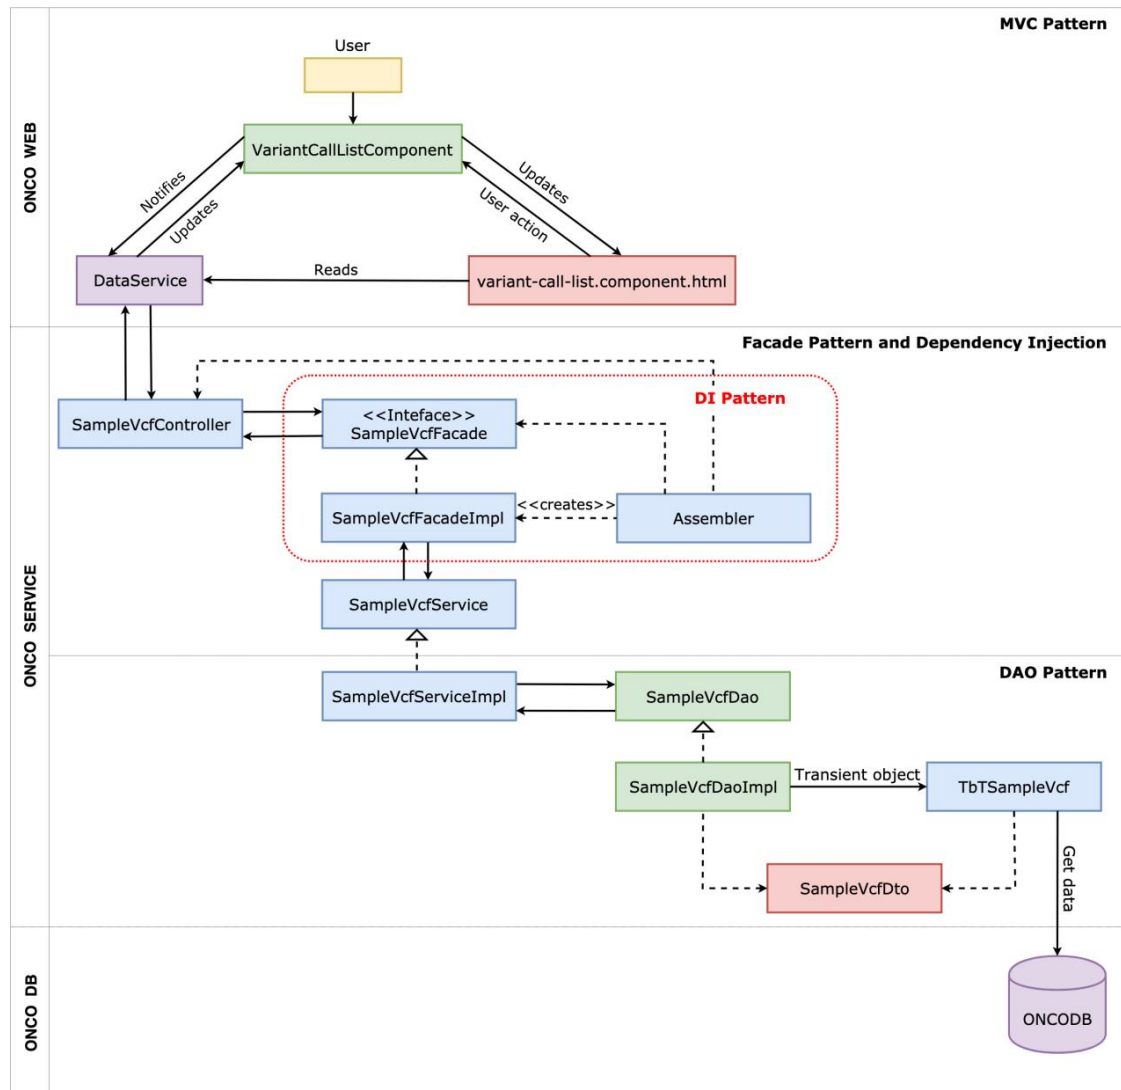 MVC Pattern
ONCO WEB
User
VariantCallListComponent
Notifies
Updates
Updates
User action
DataService
Reads
variant-call-list.component.html
Facade Pattern and Dependency Injection
ONCO SERVICE
DI Pattern
SampleVcfController
<<Inteface>>
SampleVcfFacade
SampleVcfFacadeImpl
<<creates>>
Assembler
SampleVcfService
DAO Pattern
SampleVcfServiceImpl
SampleVcfDao
SampleVcfDaoImpl
Transient object
TbTSampleVcf
Get data
SampleVcfDto
ONCO DB
ONCODB